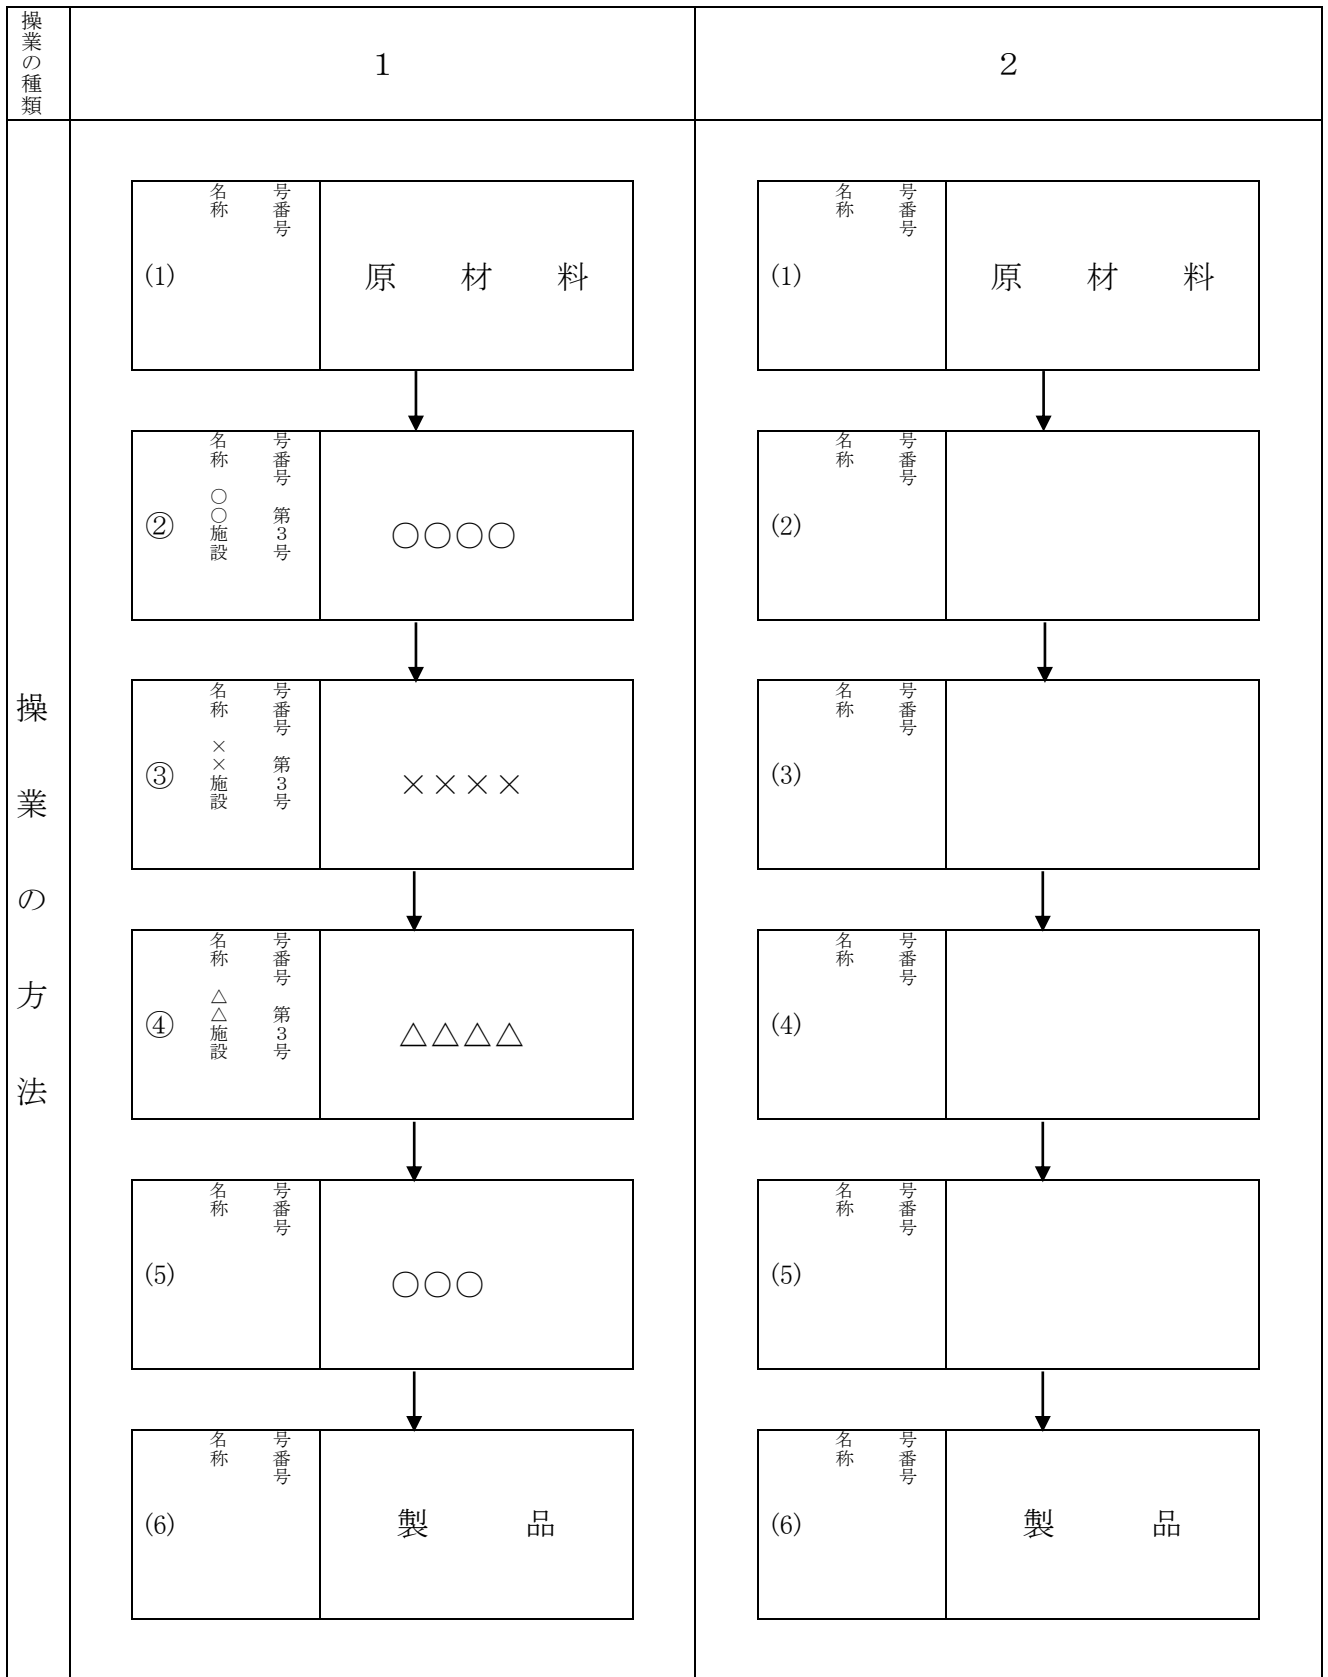 操業の種類
1
2
操業の方法
号番号
名称
(1)
原材料
号番号 第3号
名称 ○○施設
②
○○○○
号番号 第3号
名称 ××施設
③
××××
号番号 第3号
名称 △△施設
④
△△△△
号番号
名称
(5)
○○○
号番号
名称
(6)
製品
号番号
名称
(1)
原材料
号番号
名称
(2)
号番号
名称
(3)
号番号
名称
(4)
号番号
名称
(5)
号番号
名称
(6)
製品